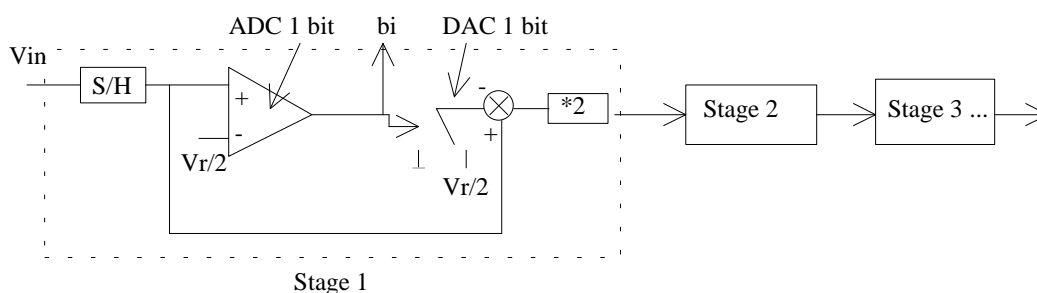 ADC 1 bit
bi
DAC 1 bit
Vin
S/H
+
-
Vr/2
-
+
Vr/2
*2
Stage 2
Stage 3 ...
Stage 1